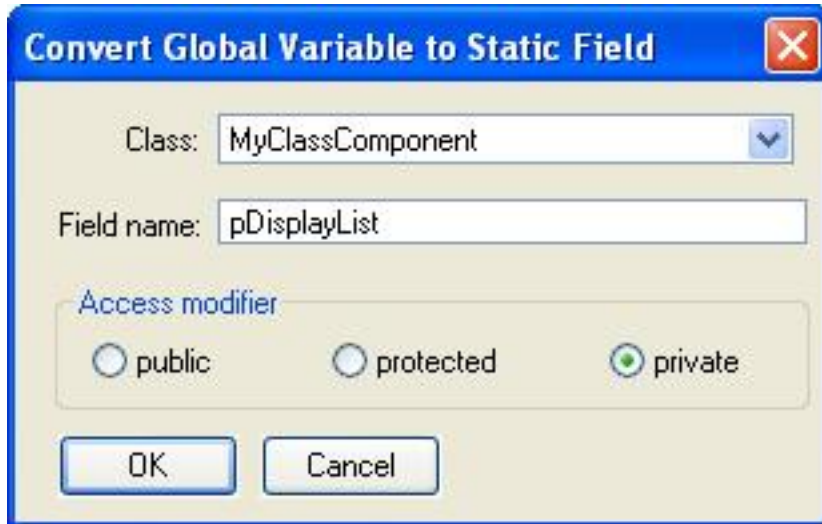 Convert Global Variable to Static Field
Class: MyClassComponent
Field name: pDisplayList
Access modifier
public protected private
OK Cancel